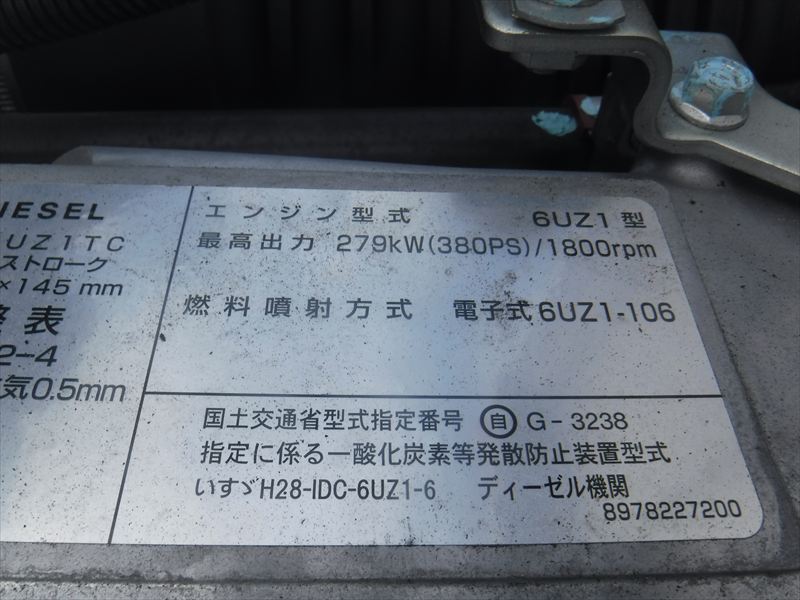 IESEL
UZ1TC
ストローク
×145mm
整表
2-4
気0.5mm
エンジン型式 6UZ1型
最高出力 279kW(380PS)/1800rpm
燃料噴射方式 電子式6UZ1-106
国土交通省型式指定番号 自 G-3238
指定に係る一酸化炭素等発散防止装置型式
いすゞH28-IDC-6UZ1-6 ディーゼル機関
8978227200